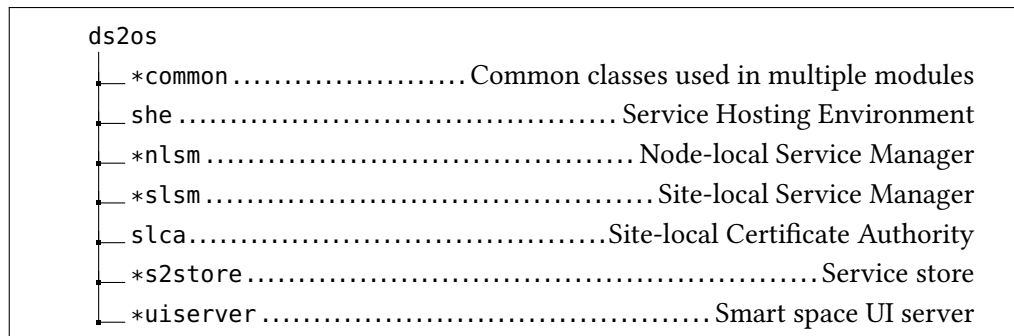 ds2os
*common ...................... Common classes used in multiple modules
she .......................................... Service Hosting Environment
*nlsm ......................................... Node-local Service Manager
*slsm ........................................... Site-local Service Manager
slca ........................................ Site-local Certificate Authority
*s2store ......................................................... Service store
*uiserver ............................................. Smart space UI server